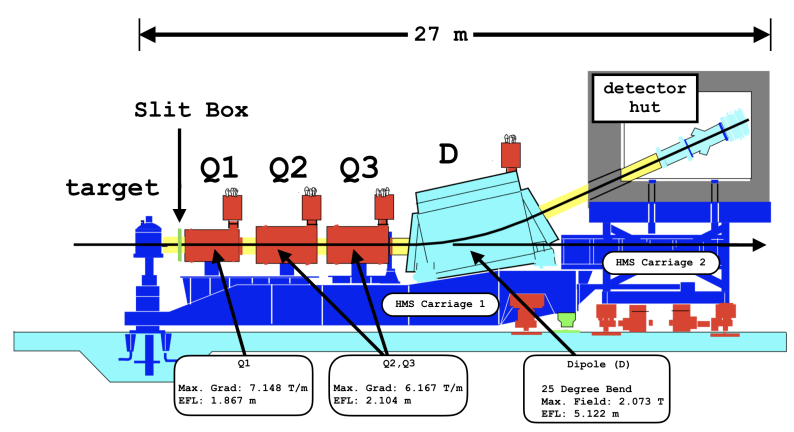 27 m
Slit Box
detector
hut
target
Q1
Q2
Q3
D
HMS Carriage 2
HMS Carriage 1
Q1
Max. Grad: 7.148 T/m
EFL: 1.867 m
Q2,Q3
Max. Grad: 6.167 T/m
EFL: 2.104 m
Dipole (D)
25 Degree Bend
Max. Field: 2.073 T
EFL: 5.122 m